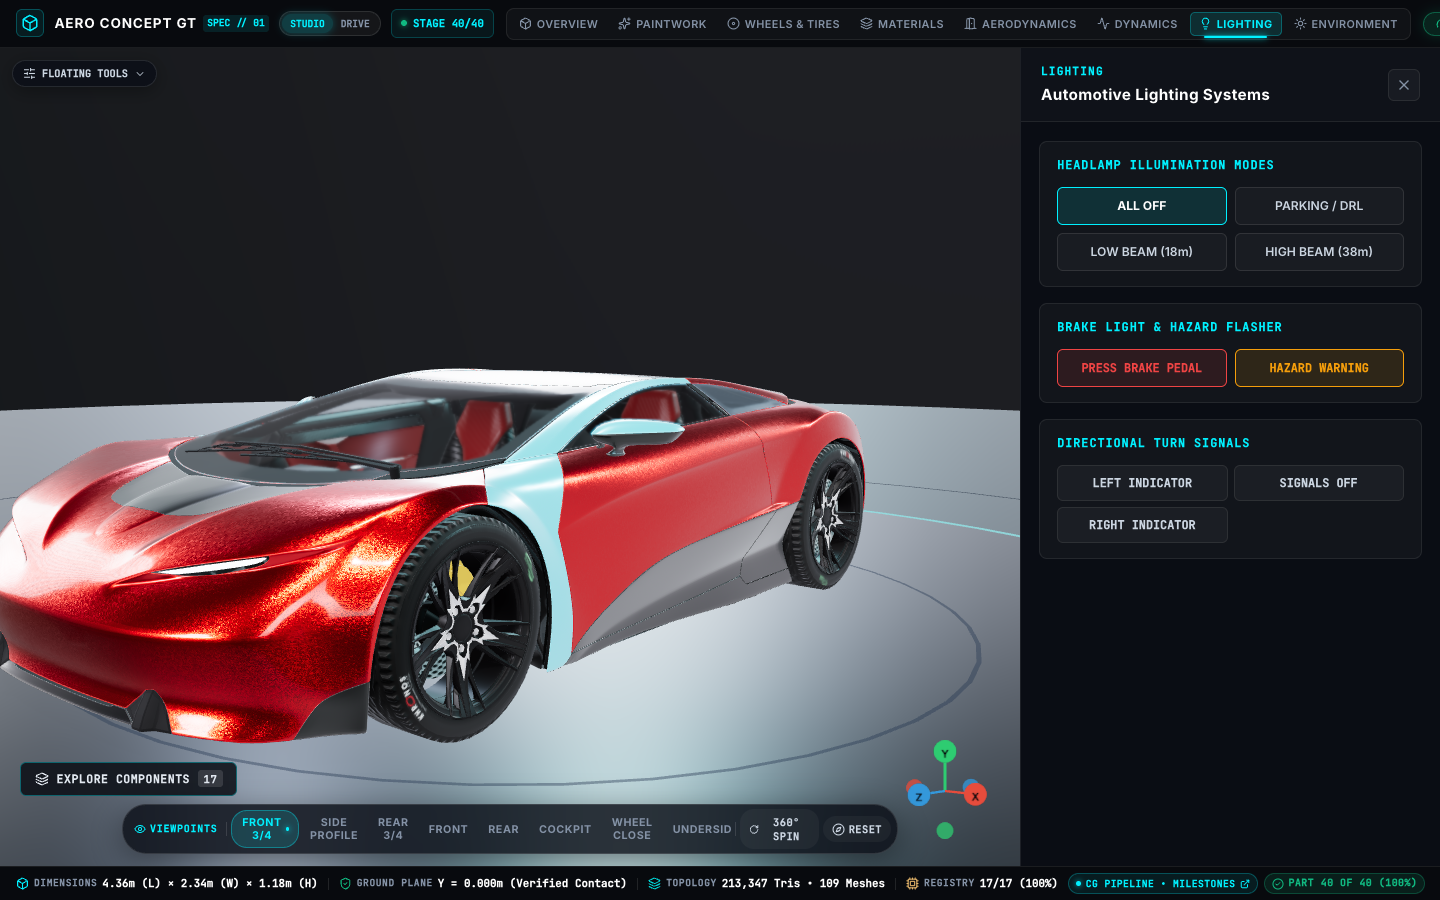 AERO CONCEPT GT SPEC // 01 STUDIO DRIVE STAGE 40/40 OVERVIEW PAINTWORK WHEELS & TIRES MATERIALS AERODYNAMICS DYNAMICS LIGHTING ENVIRONMENT
FLOATING TOOLS
LIGHTING
Automotive Lighting Systems
HEADLAMP ILLUMINATION MODES
ALL OFF PARKING / DRL
LOW BEAM (18m) HIGH BEAM (38m)
BRAKE LIGHT & HAZARD FLASHER
PRESS BRAKE PEDAL HAZARD WARNING
DIRECTIONAL TURN SIGNALS
LEFT INDICATOR SIGNALS OFF
RIGHT INDICATOR
Y
Z X
EXPLORE COMPONENTS 17
VIEWPOINTS
FRONT 3/4
SIDE PROFILE
REAR 3/4
FRONT
REAR
COCKPIT
WHEEL CLOSE
UNDERSID
360° SPIN
RESET
DIMENSIONS 4.36m (L) × 2.34m (W) × 1.18m (H) GROUND PLANE Y = 0.000m (Verified Contact) TOPOLOGY 213,347 Tris • 109 Meshes REGISTRY 17/17 (100%) CG PIPELINE • MILESTONES PART 40 OF 40 (100%)